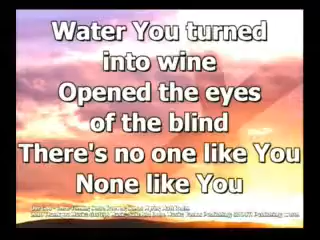 Water You turned
into wine
Opened the eyes
of the blind
There's no one like You
None like You